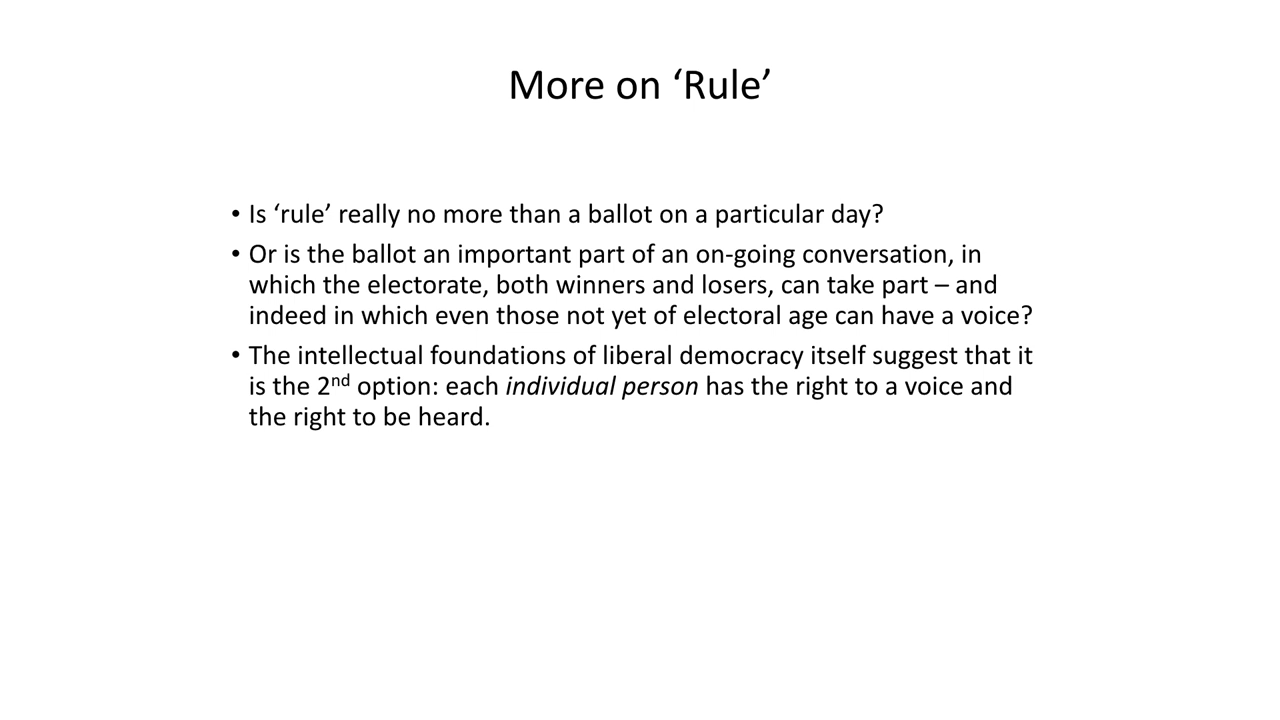 More on ‘Rule’
• Is ‘rule’ really no more than a ballot on a particular day?
• Or is the ballot an important part of an on-going conversation, in
which the electorate, both winners and losers, can take part – and
indeed in which even those not yet of electoral age can have a voice?
• The intellectual foundations of liberal democracy itself suggest that it
is the 2nd option: each individual person has the right to a voice and
the right to be heard.